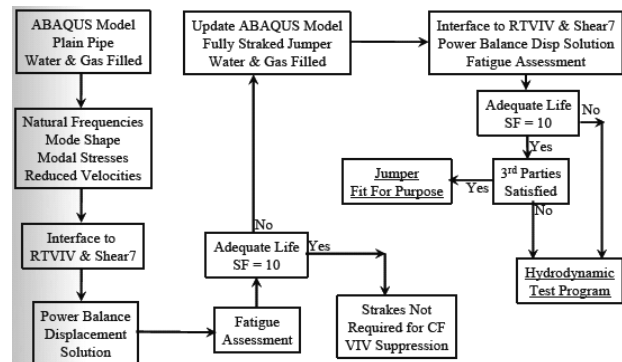 ABAQUS Model
Plain Pipe
Water & Gas Filled
Natural Frequencies
Mode Shape
Modal Stresses
Reduced Velocities
Interface to
RTVIV & Shear7
Power Balance
Displacement
Solution
Fatigue
Assessment
Adequate Life
SF = 10
Yes
Strakes Not
Required for CF
VIV Suppression
No
Update ABAQUS Model
Fully Straked Jumper
Water & Gas Filled
Interface to RTVIV & Shear7
Power Balance Disp Solution
Fatigue Assessment
Adequate Life
SF = 10
No
Yes
3rd Parties
Satisfied
Yes
Jumper
Fit For Purpose
No
Hydrodynamic
Test Program